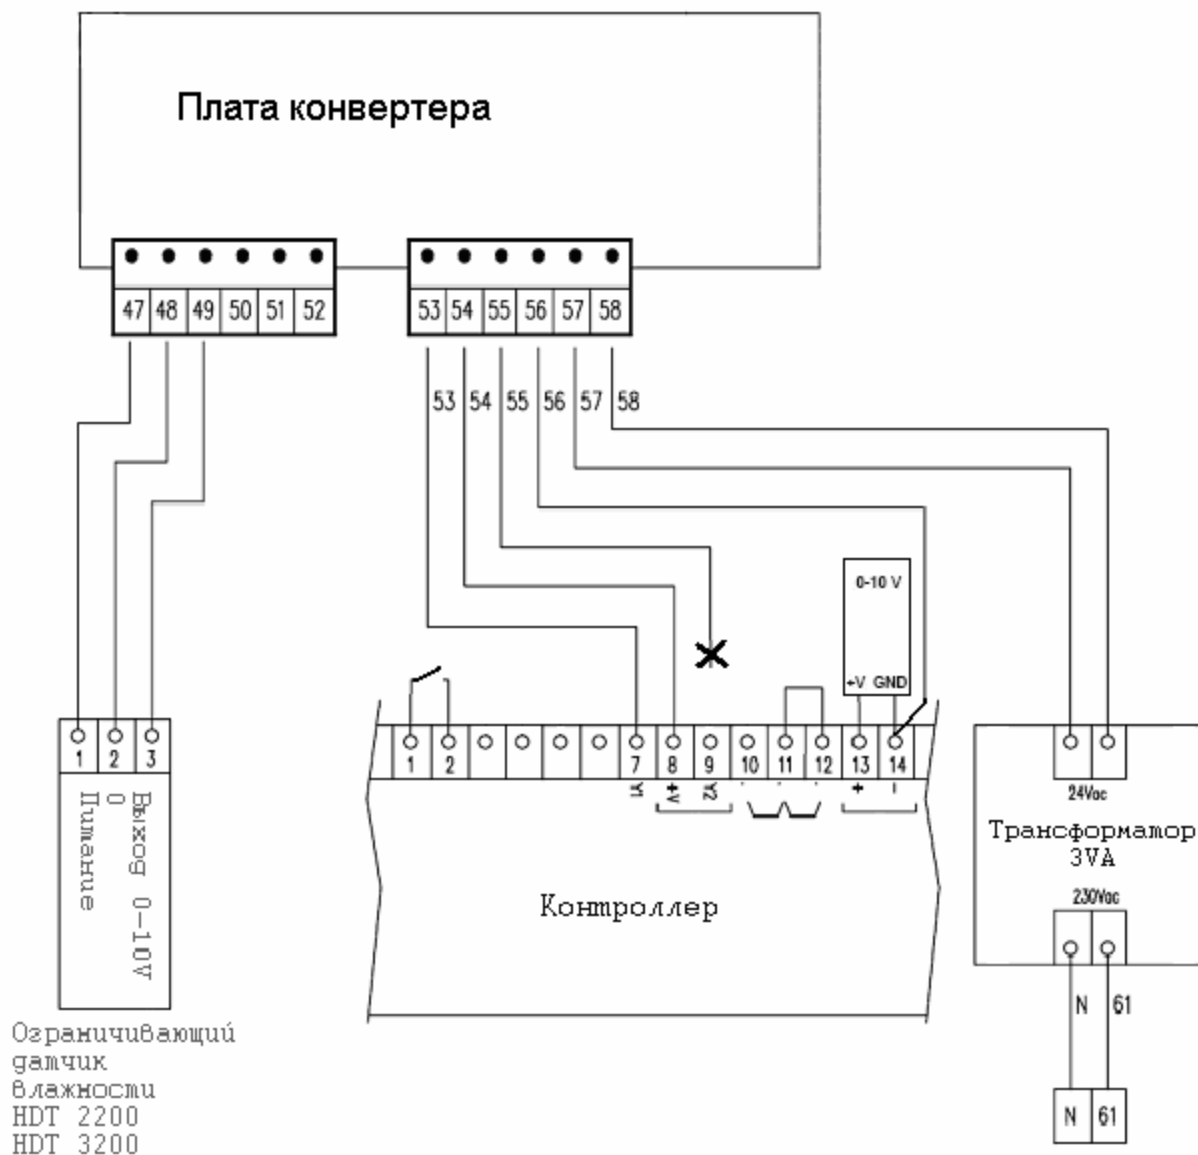 Плата конвертера
47 48 49 50 51 52
53 54 55 56 57 58
53 54 55 56 57 58
0-10 V
+V GND
1 2 3
Выход 0-10V
0
Питание
Ограничивающий
датчик
влажности
HDT 2200
HDT 3200
1 2 7 8 9 10 11 12 13 14
Y1 +V Y2 + -
Контроллер
24Vac
Трансформатор
3VA
230Vac
N 61
N 61